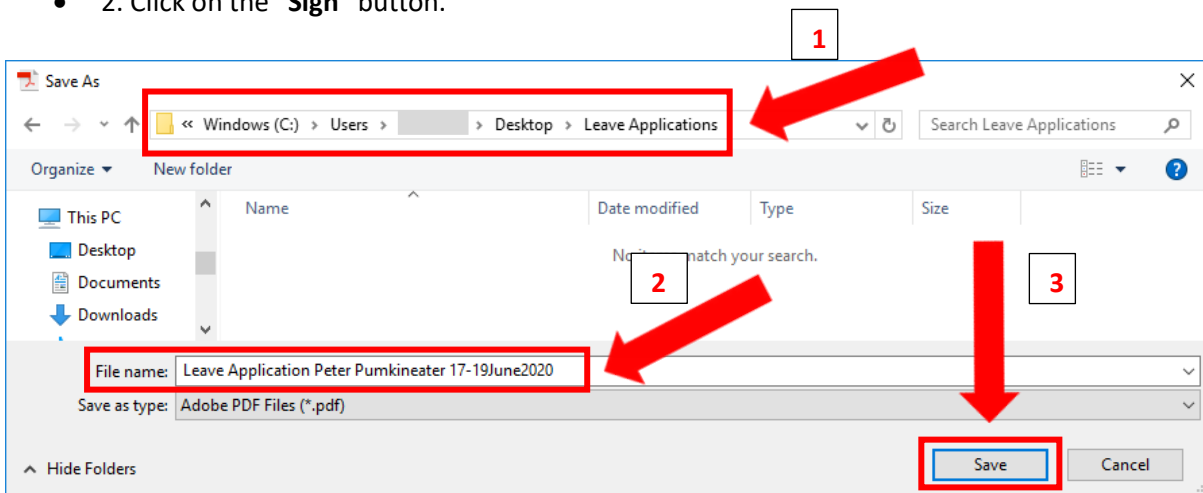 • 2. Click on the "Sign" button.
1
Save As
« Windows (C:) › Users › › Desktop › Leave Applications
Search Leave Applications
Organize New folder
This PC
Name Date modified Type Size
Desktop
match your search.
Documents
2
3
Downloads
File name: Leave Application Peter Pumkineater 17-19June2020
Save as type: Adobe PDF Files (*.pdf)
Hide Folders
Save Cancel